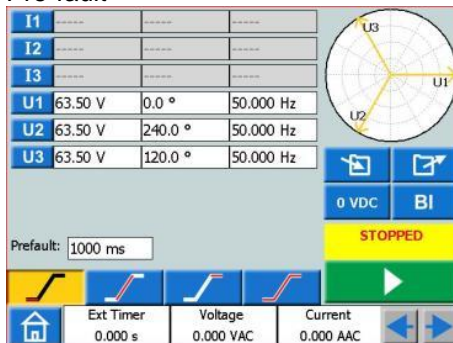 Pre-fault
I1 ----- ----- -----
I2 ----- ----- -----
I3 ----- ----- -----
U1 63.50 V 0.0 ° 50.000 Hz
U2 63.50 V 240.0 ° 50.000 Hz
U3 63.50 V 120.0 ° 50.000 Hz
U3
U1
U2
0 VDC BI
STOPPED
Prefault: 1000 ms
Ext Timer Voltage Current
0.000 s 0.000 VAC 0.000 AAC